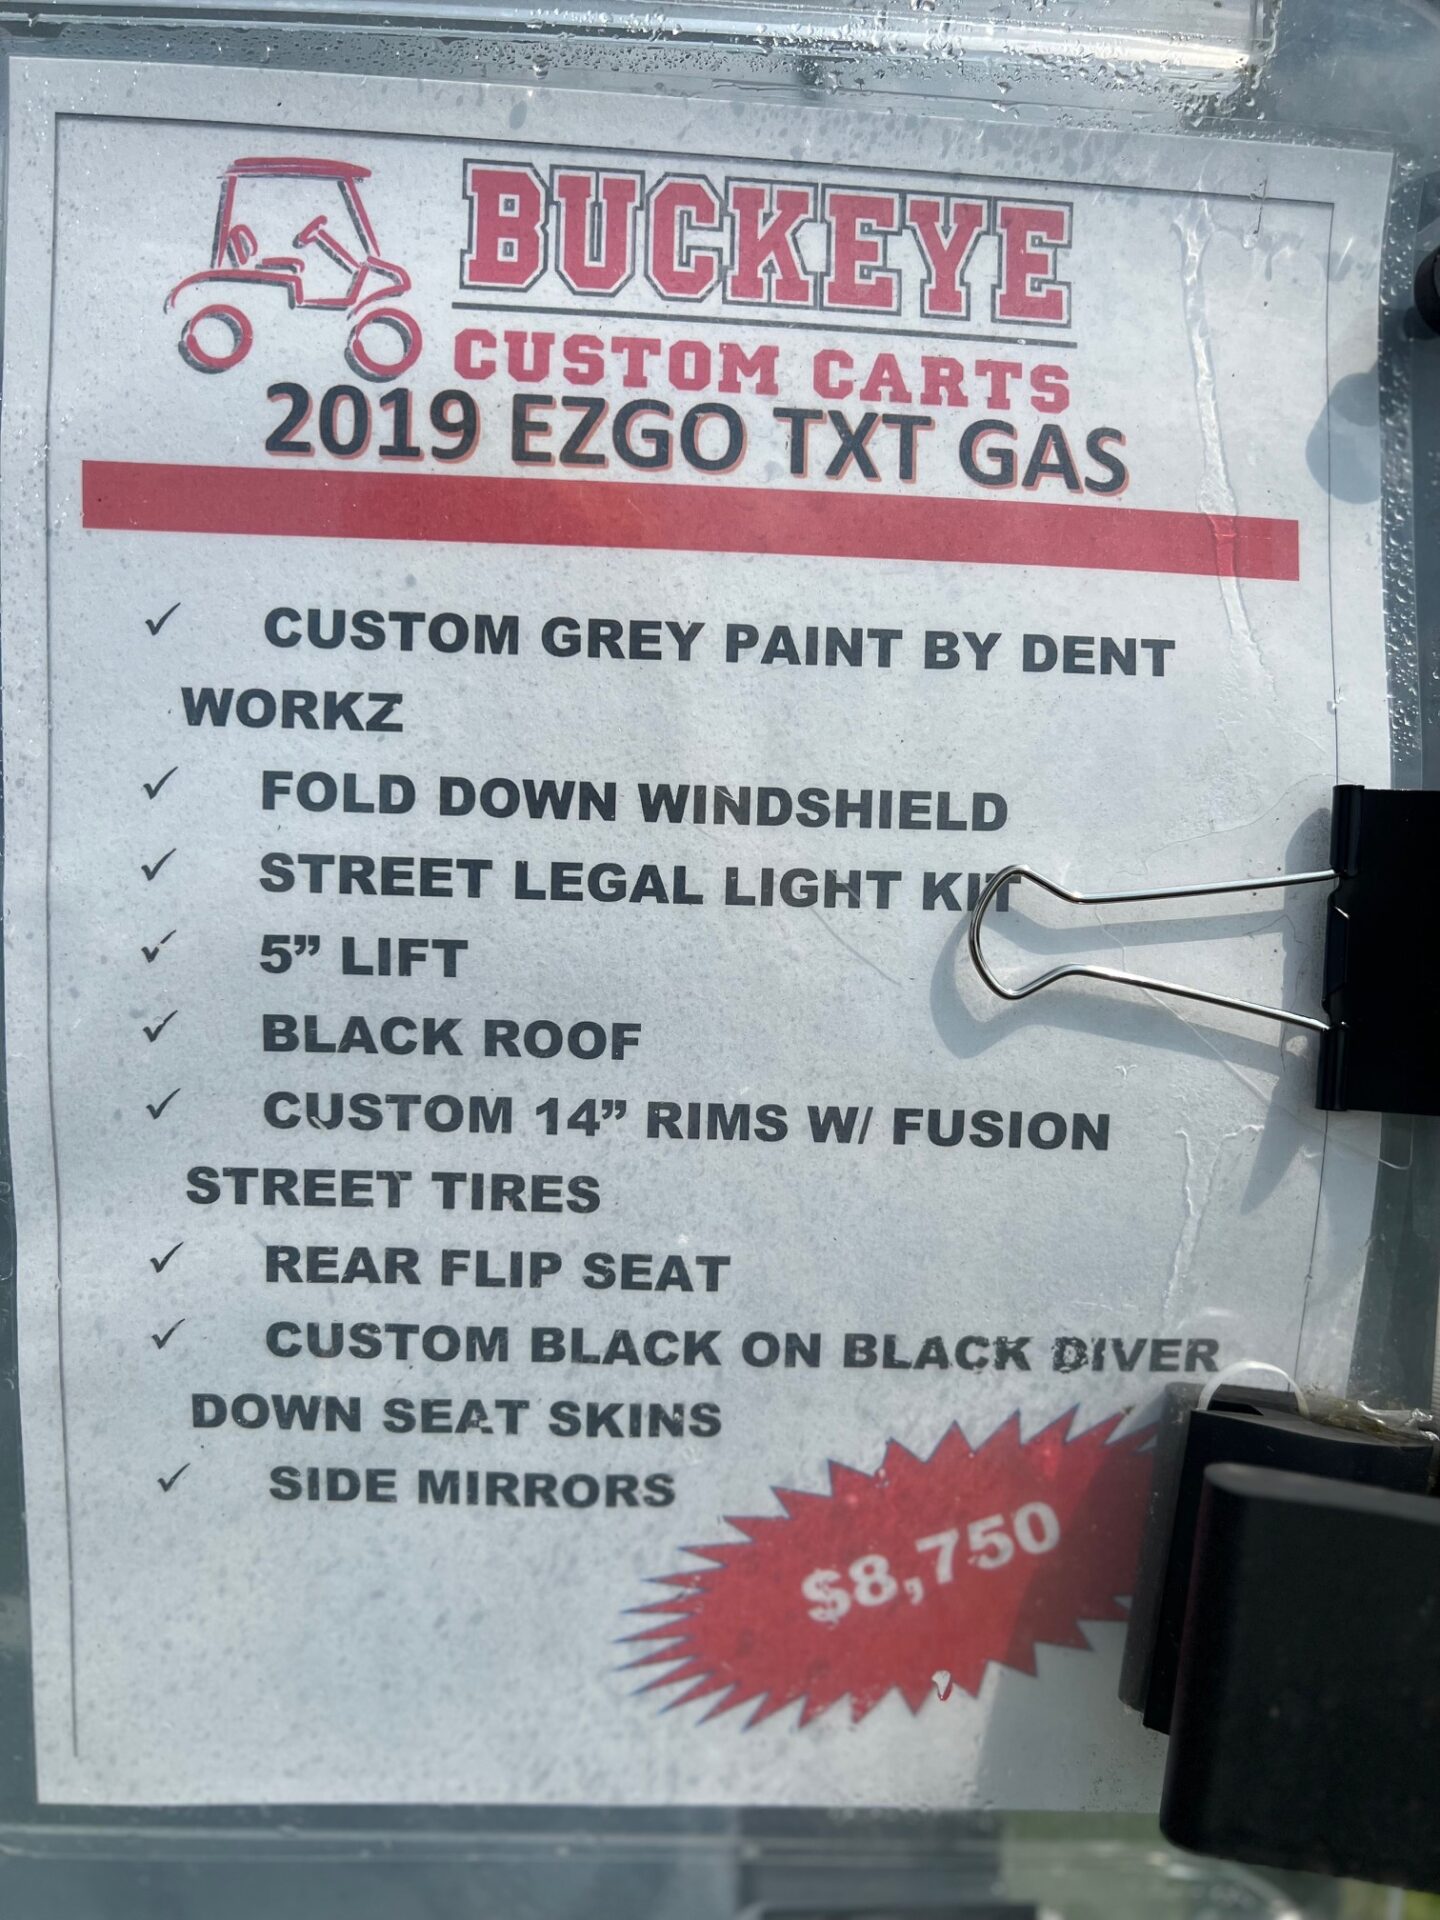 BUCKEYE
CUSTOM CARTS
2019 EZGO TXT GAS
✓ CUSTOM GREY PAINT BY DENT
WORKZ
✓ FOLD DOWN WINDSHIELD
✓ STREET LEGAL LIGHT KIT
✓ 5” LIFT
✓ BLACK ROOF
✓ CUSTOM 14” RIMS W/ FUSION
STREET TIRES
✓ REAR FLIP SEAT
✓ CUSTOM BLACK ON BLACK DIVER
DOWN SEAT SKINS
✓ SIDE MIRRORS
$8,750